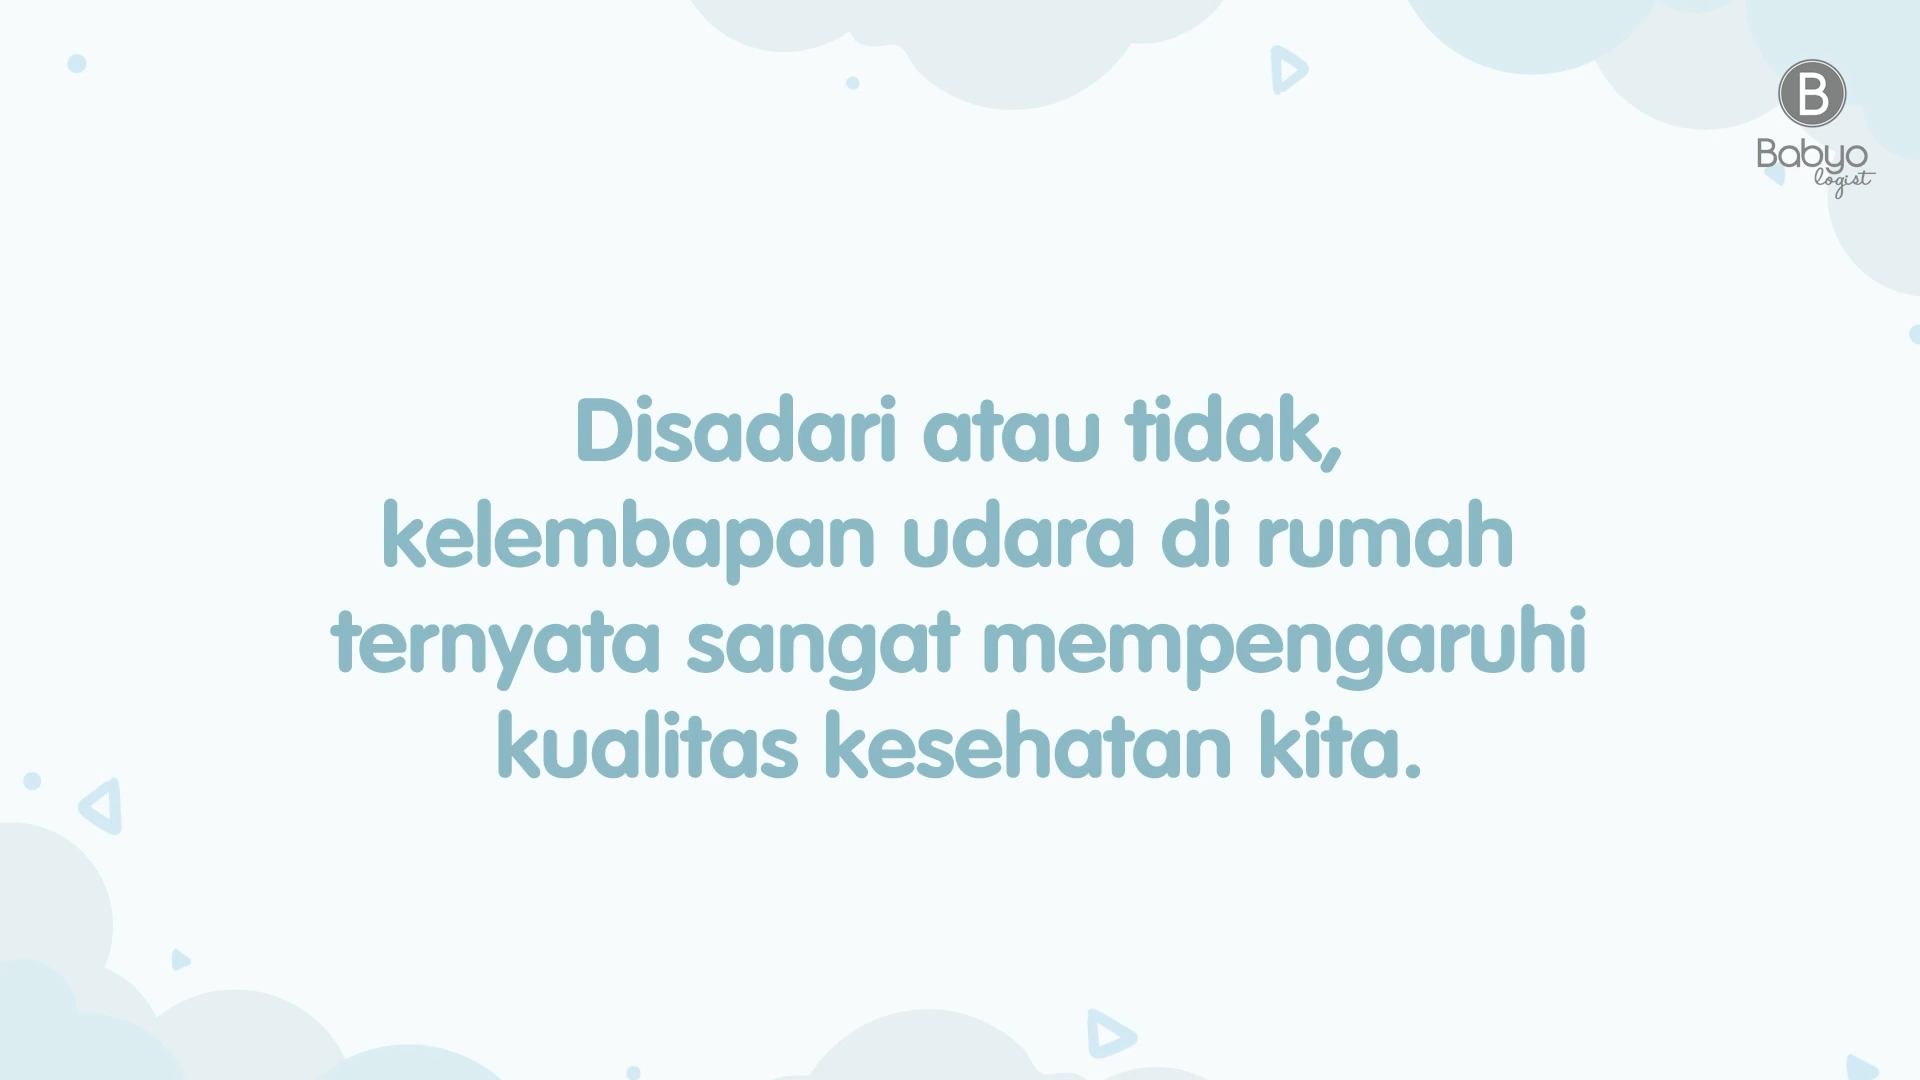 B
Babyo
logist
Disadari atau tidak,
kelembapan udara di rumah
ternyata sangat mempengaruhi
kualitas kesehatan kita.